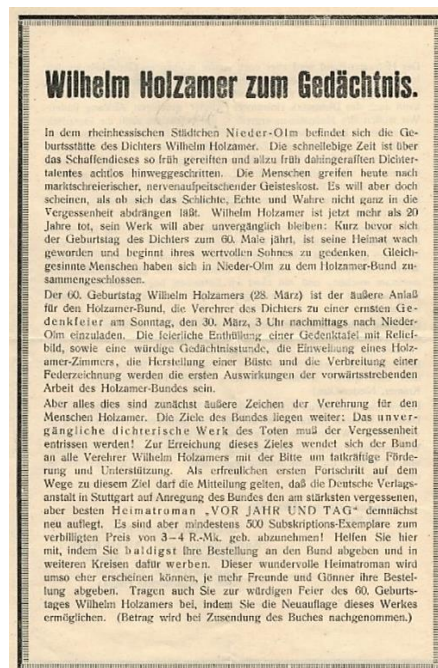 Wilhelm Holzamer zum Gedächtnis.
In dem rheinhessischen Städtchen Nieder-Olm befindet sich die Ge-
burtsstätte des Dichters Wilhelm Holzamer. Die schnellebige Zeit ist über
das Schaffendieses so früh gereiften und allzu früh dahingerafften Dichter-
talentes achtlos hinweggeschritten. Die Menschen greifen heute nach
marktschreierischer, nervenaufpeitschender Geisteskost. Es will aber doch
scheinen, als ob sich das Schlichte, Echte und Wahre nicht ganz in die
Vergessenheit abdrängen läßt. Wilhelm Holzamer ist jetzt mehr als 20
Jahre tot, sein Werk will aber unvergänglich bleiben: Kurz bevor sich
der Geburtstag des Dichters zum 60. Male jährt, ist seine Heimat wach
geworden und beginnt ihres wertvollen Sohnes zu gedenken. Gleich-
gesinnte Menschen haben sich in Nieder-Olm zu dem Holzamer-Bund zu-
sammengeschlossen.
Der 60. Geburtstag Wilhelm Holzamers (28. März) ist der äußere Anlaß
für den Holzamer-Bund, die Verehrer des Dichters zu einer ernsten Ge-
denkfeier am Sonntag, den 30. März, 3 Uhr nachmittags nach Nieder-
Olm einzuladen. Die feierliche Enthüllung einer Gedenktafel mit Relief-
bild, sowie eine würdige Gedächtnisstunde, die Einweihung eines Holz-
amer-Zimmers, die Herstellung einer Büste und die Verbreitung einer
Federzeichnung werden die ersten Auswirkungen der vorwärtsstrebenden
Arbeit des Holzamer-Bundes sein.
Aber alles dies sind zunächst äußere Zeichen der Verehrung für den
Menschen Holzamer. Die Ziele des Bundes liegen weiter: Das unver-
gängliche dichterische Werk des Toten muß der Vergessenheit
entrissen werden! Zur Erreichung dieses Zieles wendet sich der Bund
an alle Verehrer Wilhelm Holzamers mit der Bitte um tatkräftige Förde-
rung und Unterstützung. Als erfreulichen ersten Fortschritt auf dem
Wege zu diesem Ziel darf die Mitteilung gelten, daß die Deutsche Verlags-
anstalt in Stuttgart auf Anregung des Bundes den am stärksten vergessenen,
aber besten Heimatroman „VOR JAHR UND TAG“ demnächst
neu auflegt. Es sind aber mindestens 500 Subskriptions-Exemplare zum
verbilligten Preis von 3–4 R.-Mk. geb. abzunehmen! Helfen Sie hier
mit, indem Sie baldigst Ihre Bestellung an den Bund abgeben und in
weiteren Kreisen dafür werben. Dieser wundervolle Heimatroman wird
umso eher erscheinen können, je mehr Freunde und Gönner ihre Bestel-
lung abgeben. Tragen auch Sie zur würdigen Feier des 60. Geburts-
tages Wilhelm Holzamers bei, indem Sie die Neuauflage dieses Werkes
ermöglichen. (Betrag wird bei Zusendung des Buches nachgenommen.)